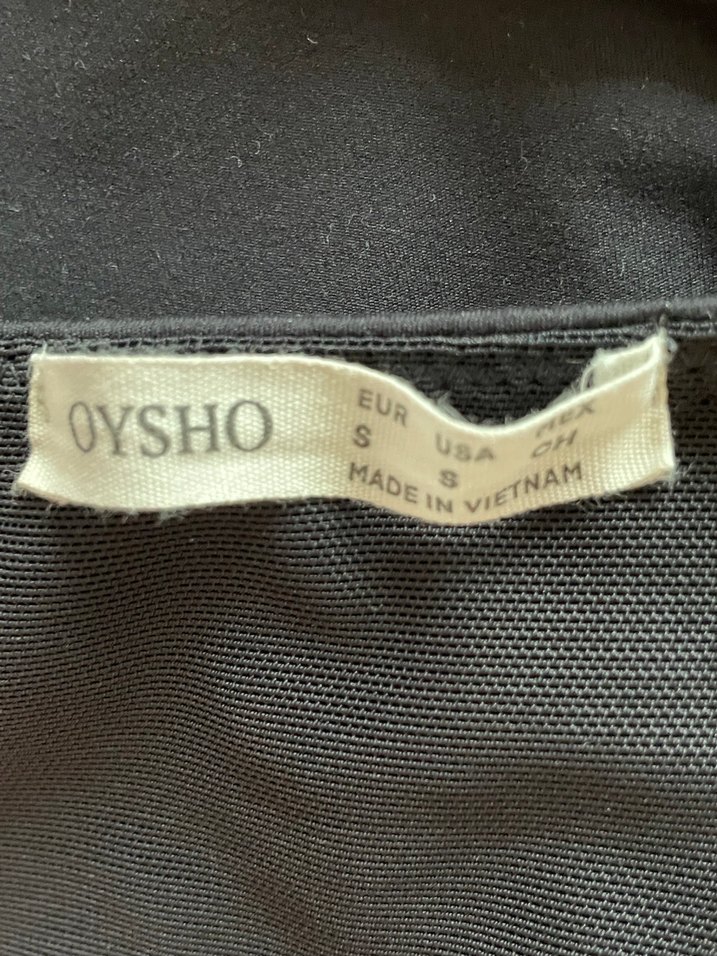 OYSHO
EUR USA MEX
S S CH
MADE IN VIETNAM